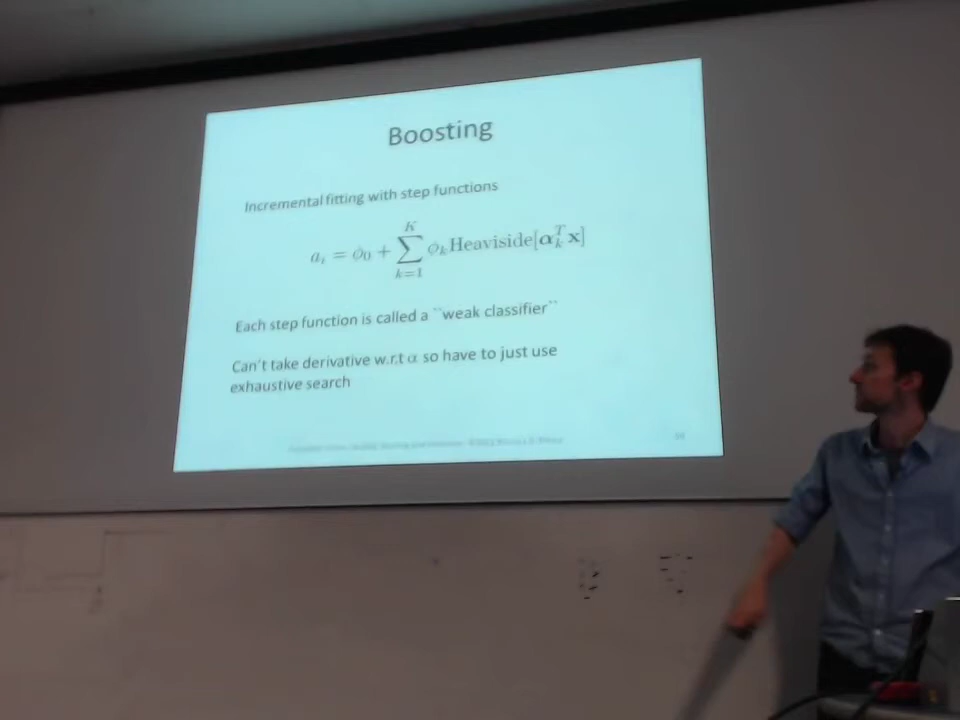 Boosting
Incremental fitting with step functions
a_i = ϕ_0 + \sum_{k=1}^{K} ϕ_k Heaviside[α_k^T x]
Each step function is called a ``weak classifier``
Can't take derivative w.r.t α so have to just use
exhaustive search